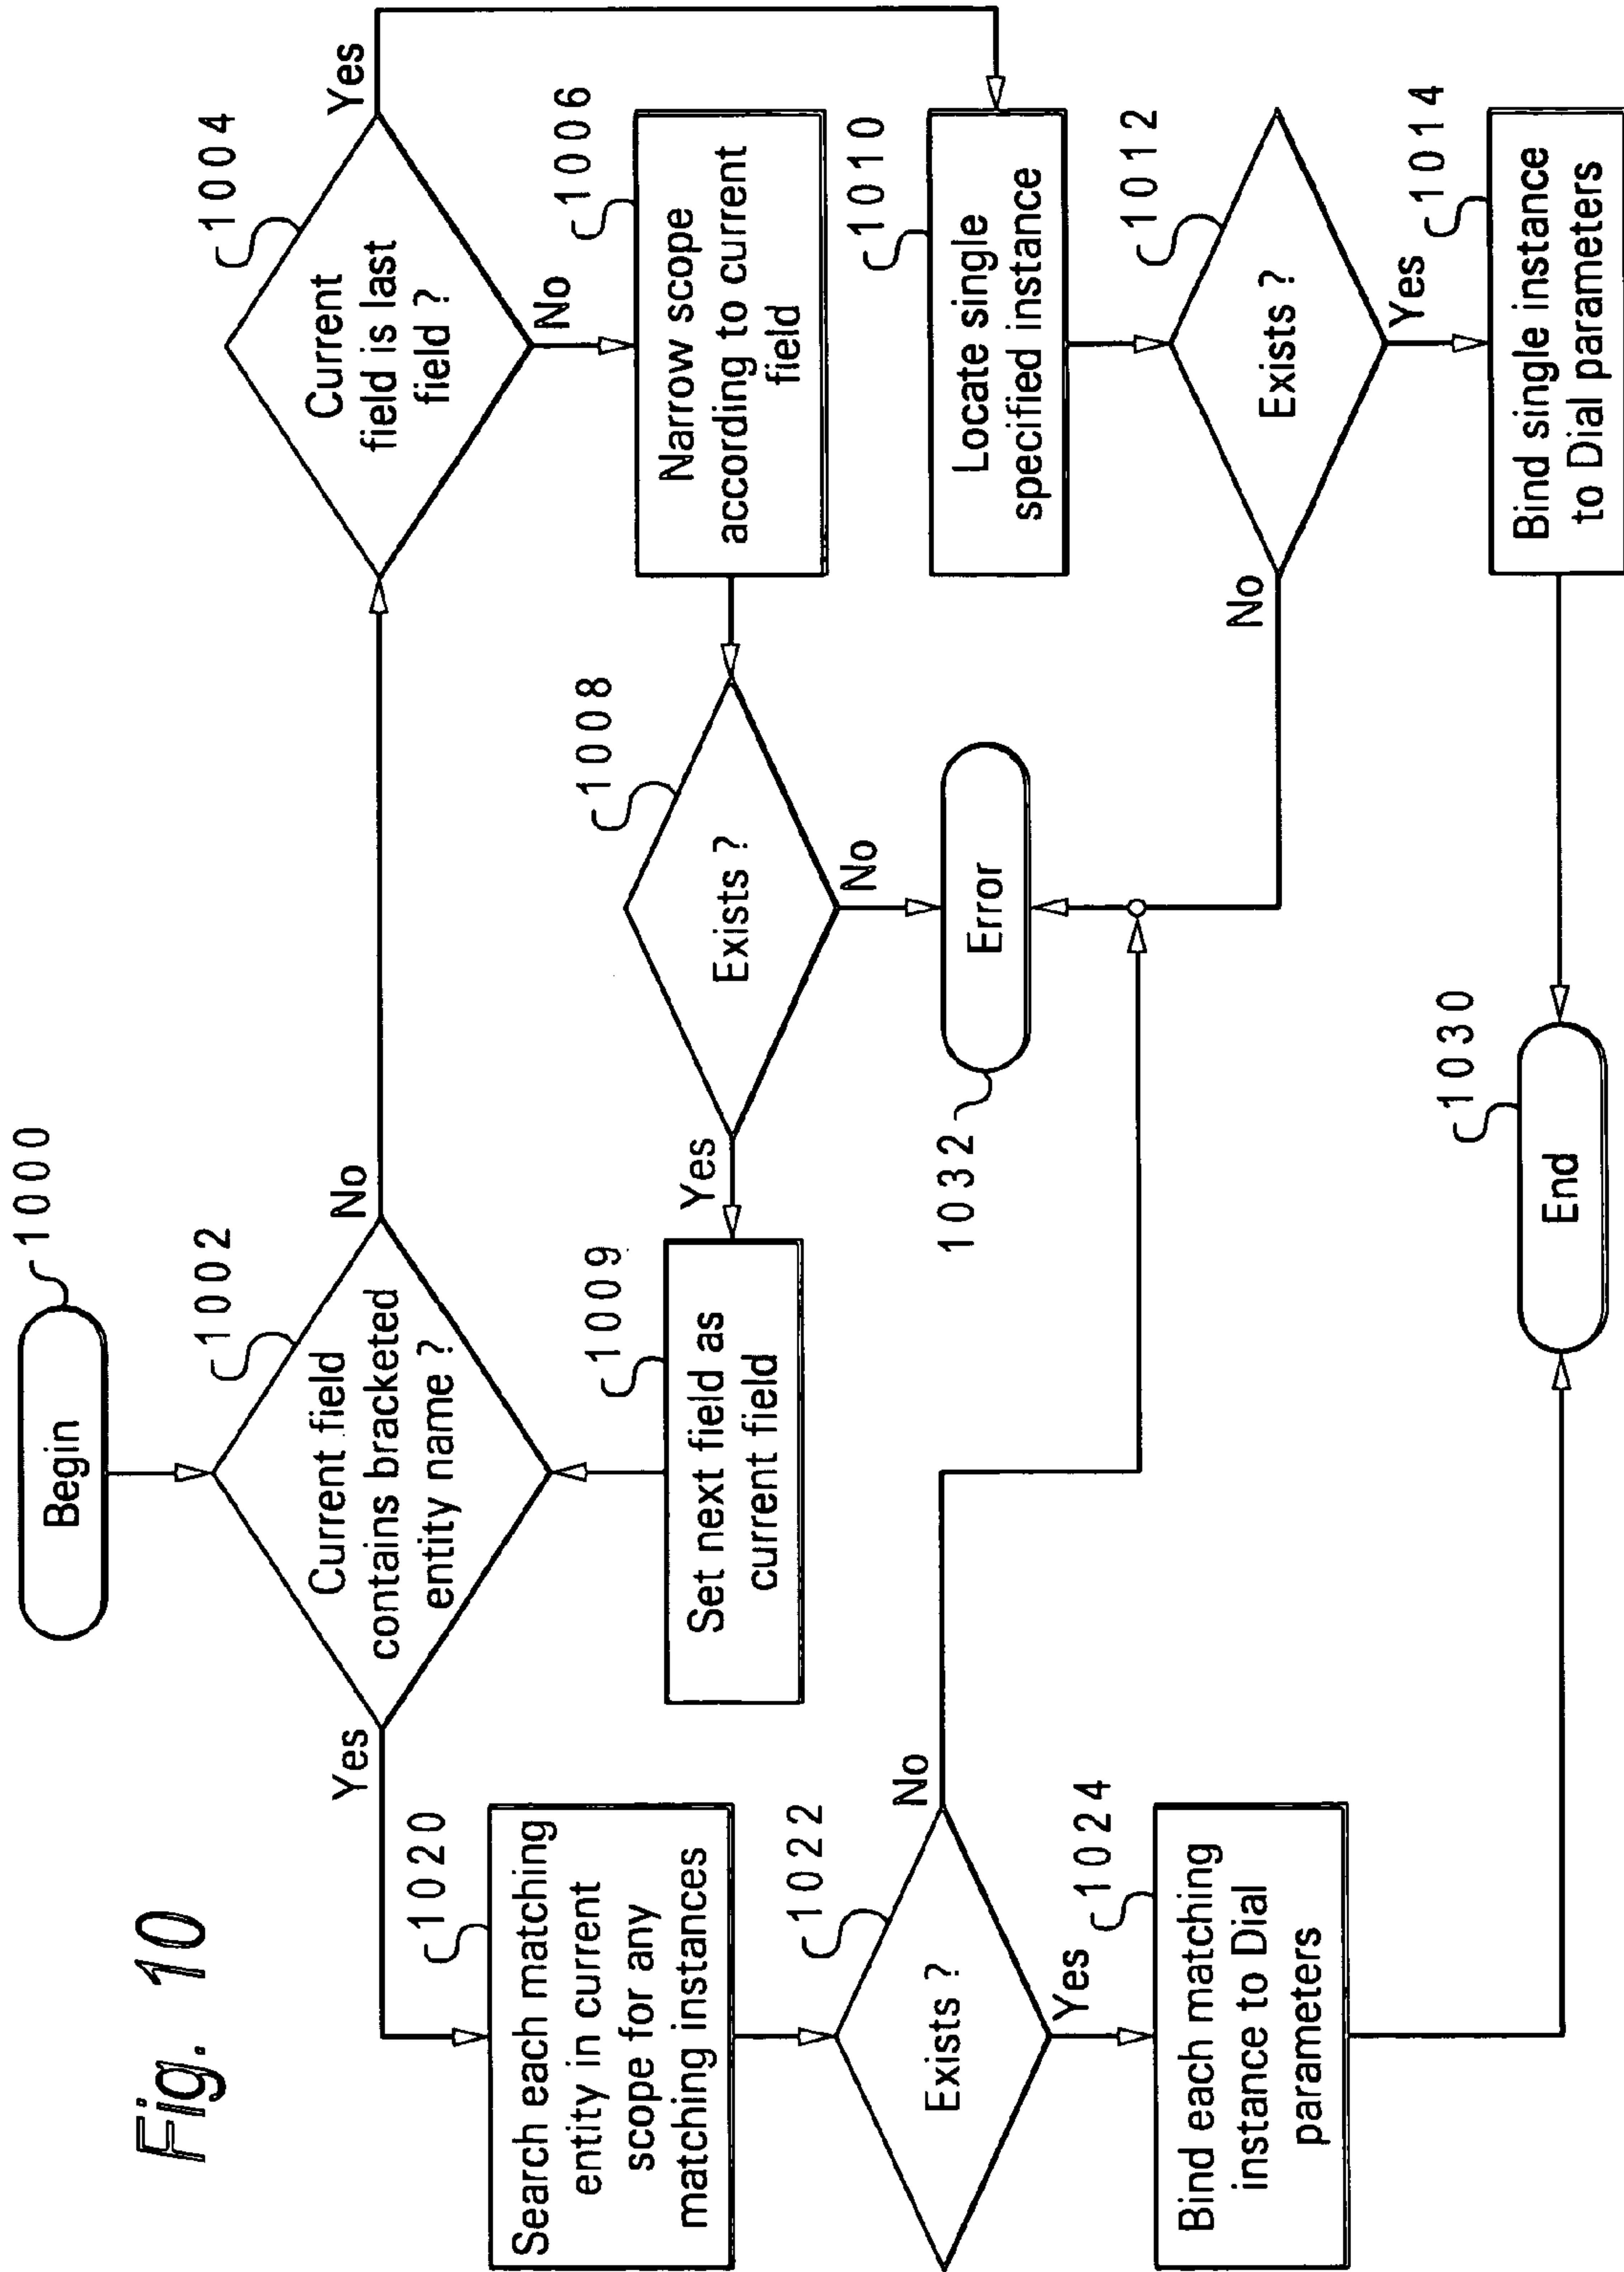 Fig. 10
Begin
1000
Current field
contains bracketed
entity name ?
1002
Yes
No
Current
field is last
field ?
1004
Yes
No
Narrow scope
according to current
field
1006
Exists ?
1008
Yes
No
Set next field as
current field
1009
Locate single
specified instance
1010
Exists ?
1012
No
Yes
Bind single instance
to Dial parameters
1014
Search each matching
entity in current
scope for any
matching instances
1020
Exists ?
1022
No
Yes
Bind each matching
instance to Dial
parameters
1024
Error
1032
End
1030